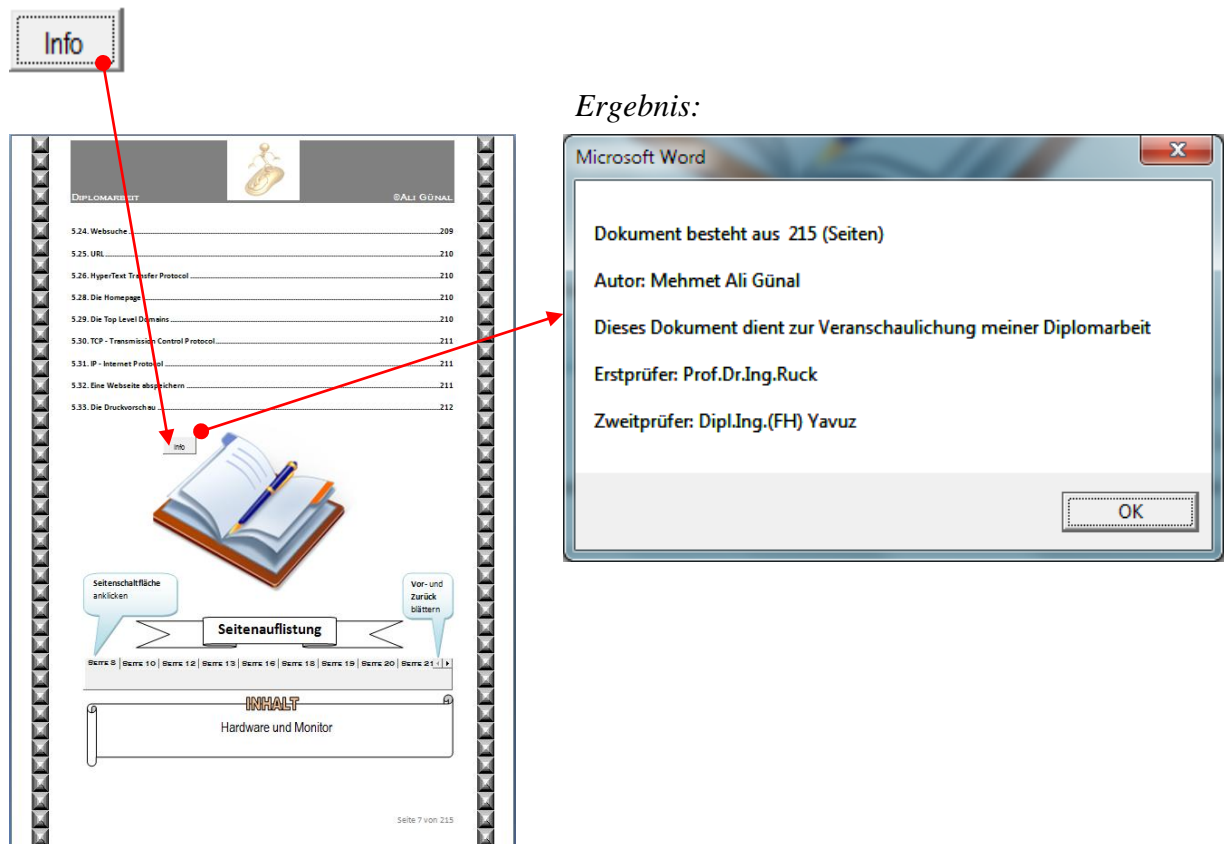 Info
Ergebnis:
DIPLOMARBEIT ©ALI GÜNAL
5.24. Websuche 209
5.25. URL 210
5.26. HyperText Transfer Protocol 210
5.28. Die Homepage 210
5.29. Die Top Level Domains 210
5.30. TCP - Transmission Control Protocol 211
5.31. IP - Internet Protocol 211
5.32. Eine Webseite abspeichern 211
5.33. Die Druckvorschau 212
Info
Seitenschaltfläche
anklicken
Vor- und
Zurück
blättern
Seitenauflistung
SEITE 8 SEITE 10 SEITE 12 SEITE 13 SEITE 16 SEITE 18 SEITE 19 SEITE 20 SEITE 21
INHALT
Hardware und Monitor
Seite 7 von 215
Microsoft Word
Dokument besteht aus 215 (Seiten)
Autor: Mehmet Ali Günal
Dieses Dokument dient zur Veranschaulichung meiner Diplomarbeit
Erstprüfer: Prof.Dr.Ing.Ruck
Zweitprüfer: Dipl.Ing.(FH) Yavuz
OK